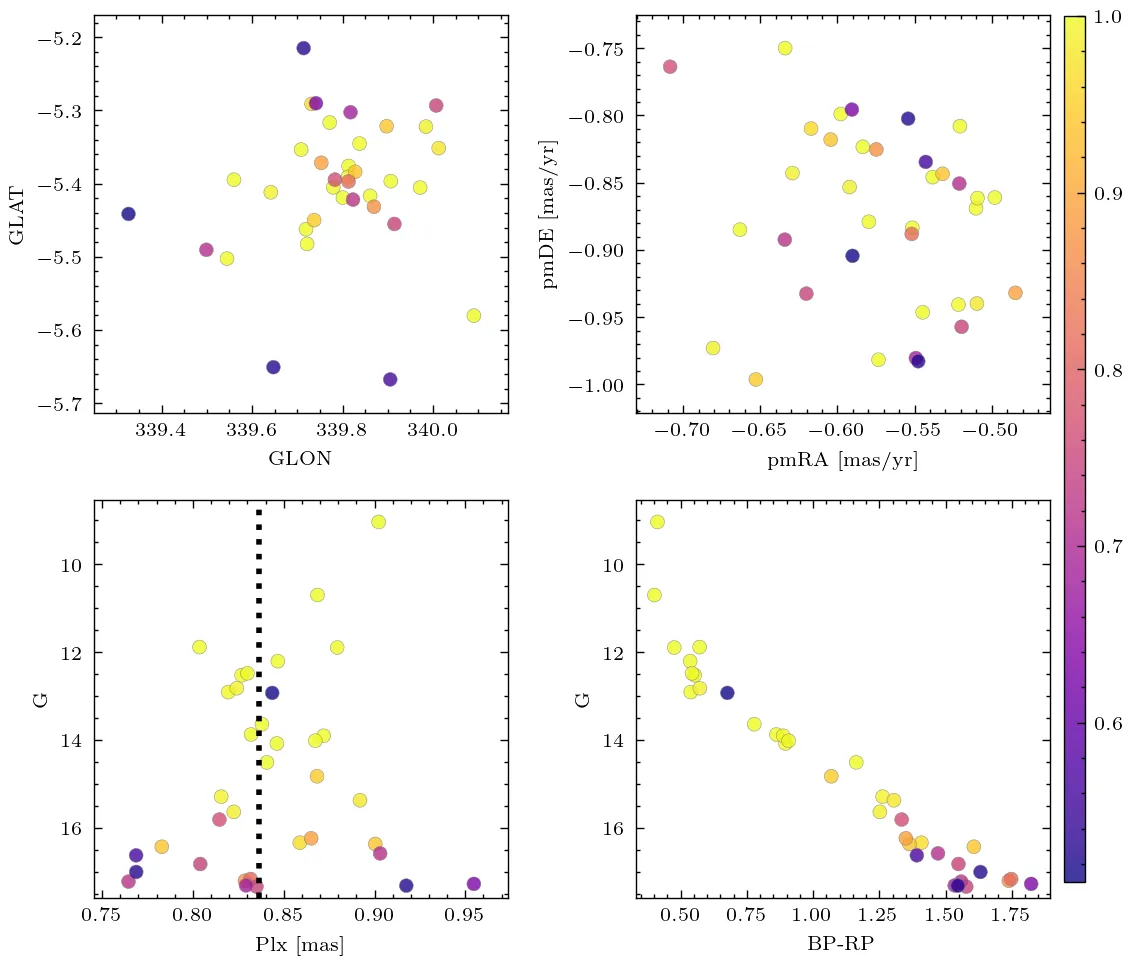 −5.2
−5.3
−5.4
−5.5
−5.6
−5.7
GLAT
339.4 339.6 339.8 340.0
GLON
−0.75
−0.80
−0.85
−0.90
−0.95
−1.00
pmDE [mas/yr]
−0.70 −0.65 −0.60 −0.55 −0.50
pmRA [mas/yr]
1.0
0.9
0.8
0.7
0.6
10
12
14
16
G
0.75 0.80 0.85 0.90 0.95
Plx [mas]
10
12
14
16
G
0.50 0.75 1.00 1.25 1.50 1.75
BP-RP